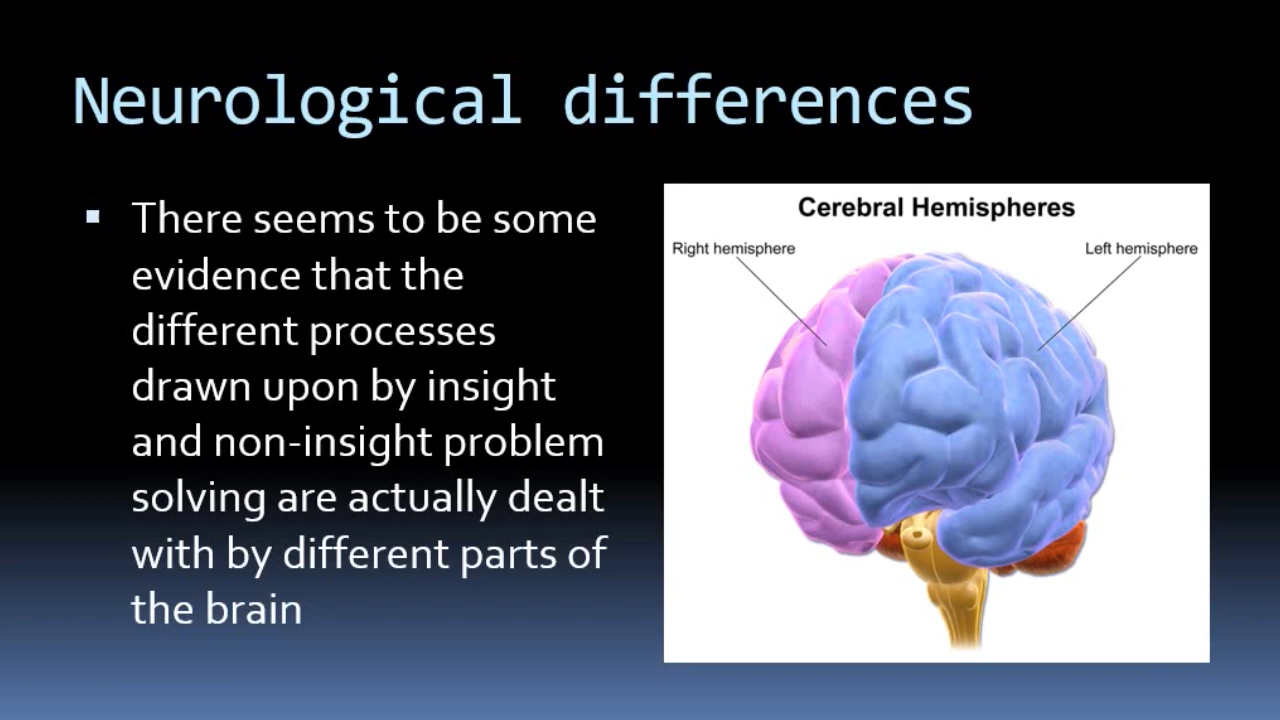 Neurological differences
There seems to be some
evidence that the
different processes
drawn upon by insight
and non-insight problem
solving are actually dealt
with by different parts of
the brain
Cerebral Hemispheres
Right hemisphere
Left hemisphere